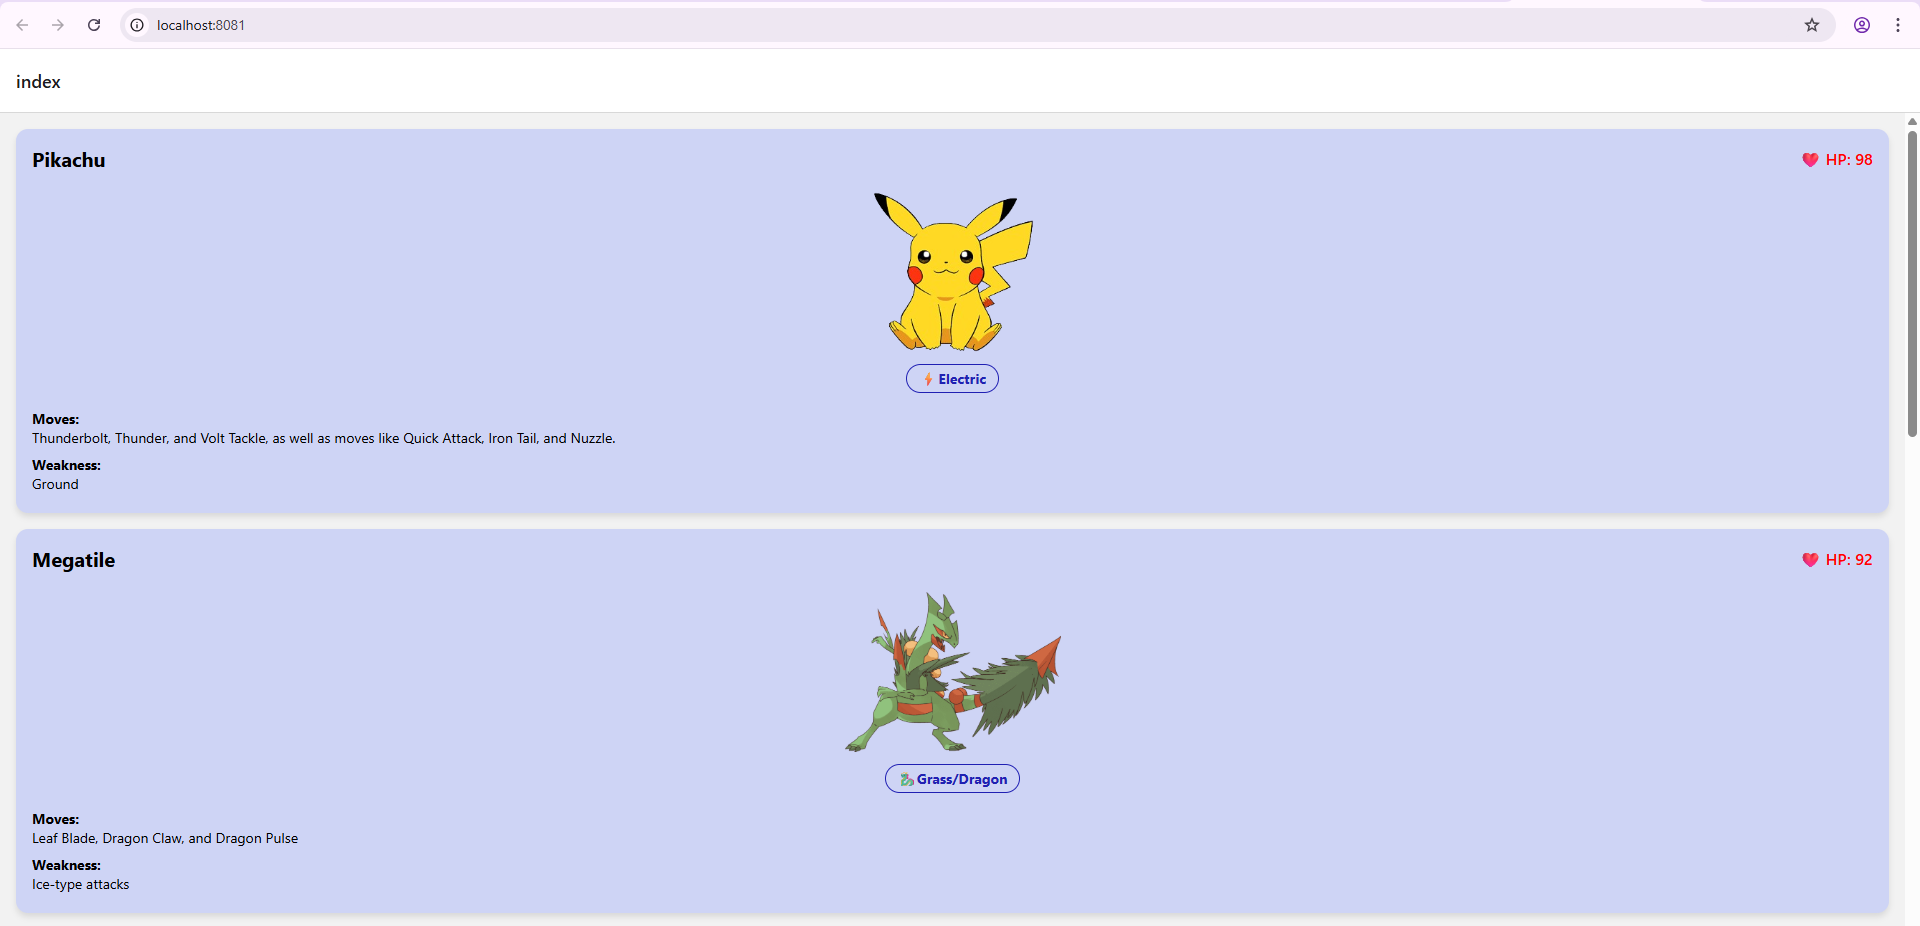 localhost:8081
index
Pikachu
HP: 98
Electric
Moves:
Thunderbolt, Thunder, and Volt Tackle, as well as moves like Quick Attack, Iron Tail, and Nuzzle.
Weakness:
Ground
Megatile
HP: 92
Grass/Dragon
Moves:
Leaf Blade, Dragon Claw, and Dragon Pulse
Weakness:
Ice-type attacks